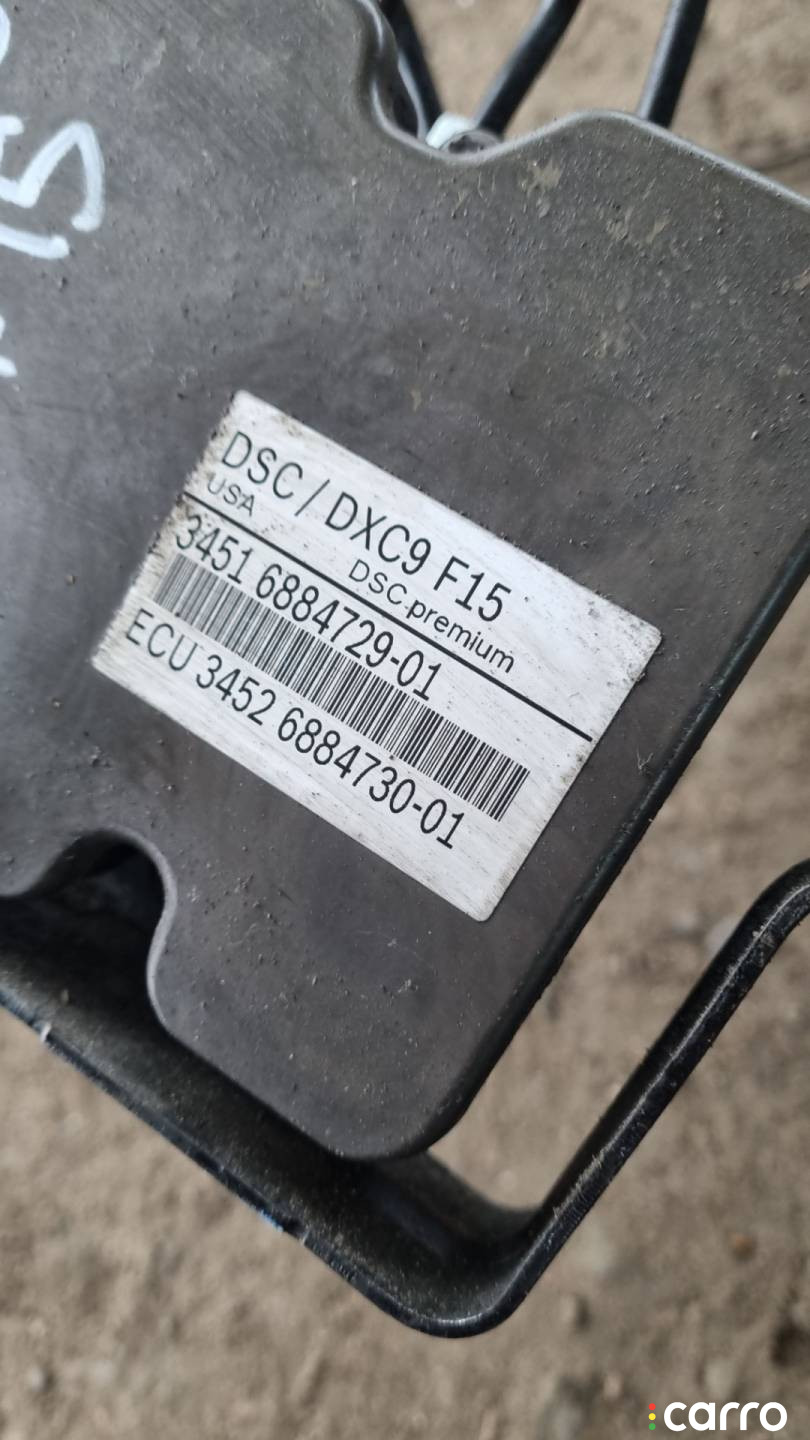 DSC / DXC9 F15
USA
DSC premium
3451 6884729-01
ECU 3452 6884730-01
carro